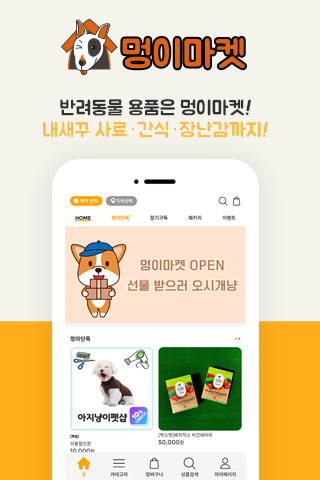 멍이마켓
반려동물 용품은 멍이마켓!
내새꾸 사료·간식·장난감까지!
멍마 단독 지역선택
HOME 멍마단독 정기구독 패키지 이벤트
멍이마켓 OPEN
선물 받으러 오시개냥
멍마단독
아지냥이펫샵
미용할인권 [벅스펫]베지믹스 비건테라피
10,000원 50,000원
홈 카테고리 장바구니 상품검색 마이페이지